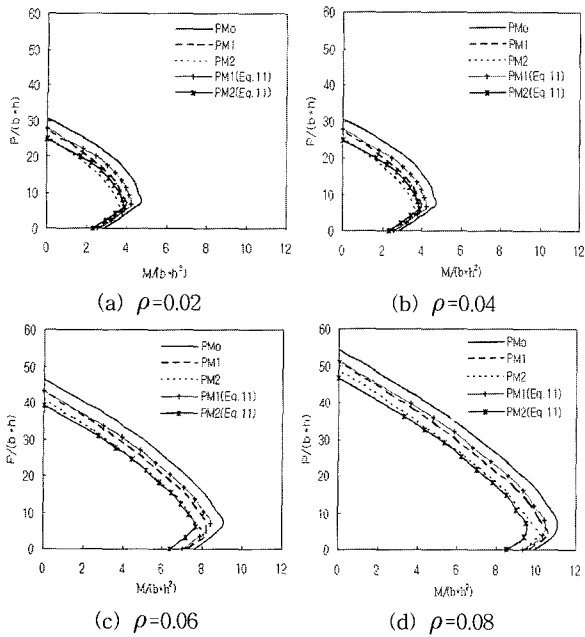 60
50
40
30
20
10
0
P/(b*h)
PMo
PM1
PM2
PM1(Eq.11)
PM2(Eq.11)
0 2 4 6 8 10 12
M/(b*h²)
(a) ρ=0.02
60
50
40
30
20
10
0
P/(b*h)
PMo
PM1
PM2
PM1(Eq.11)
PM2(Eq.11)
0 2 4 6 8 10 12
M/(b*h²)
(b) ρ=0.04
60
50
40
30
20
10
0
P/(b*h)
PMo
PM1
PM2
PM1(Eq.11)
PM2(Eq.11)
0 2 4 6 8 10 12
M/(b*h²)
(c) ρ=0.06
60
50
40
30
20
10
0
P/(b*h)
PMo
PM1
PM2
PM1(Eq.11)
PM2(Eq.11)
0 2 4 6 8 10 12
M/(b*h²)
(d) ρ=0.08